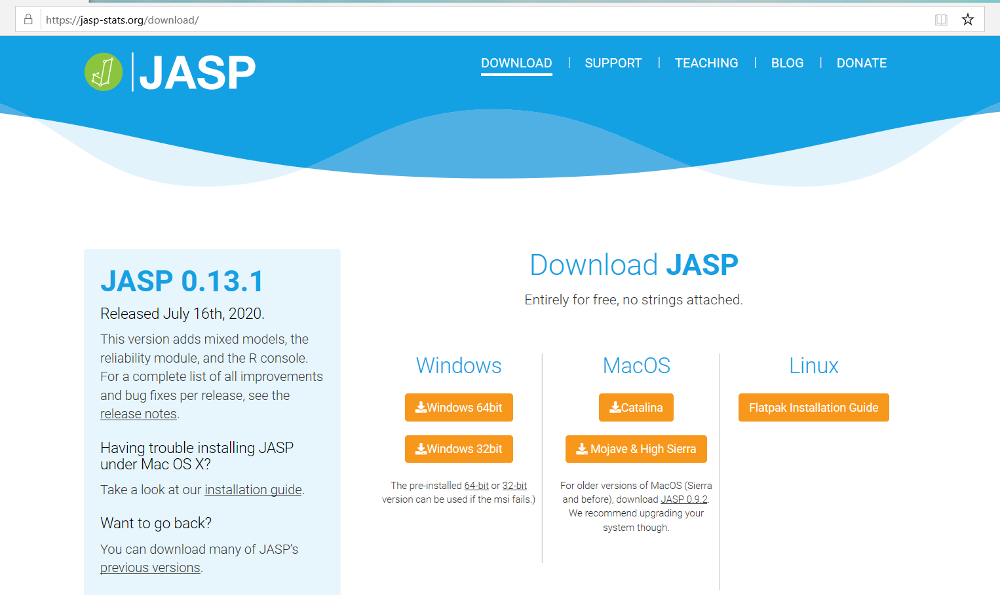 https://jasp-stats.org/download/
JASP
DOWNLOAD | SUPPORT | TEACHING | BLOG | DONATE
JASP 0.13.1
Released July 16th, 2020.
This version adds mixed models, the
reliability module, and the R console.
For a complete list of all improvements
and bug fixes per release, see the
release notes.
Having trouble installing JASP
under Mac OS X?
Take a look at our installation guide.
Want to go back?
You can download many of JASP’s
previous versions.
Download JASP
Entirely for free, no strings attached.
Windows
Windows 64bit
Windows 32bit
The pre-installed 64-bit or 32-bit
version can be used if the msi fails.)
MacOS
Catalina
Mojave & High Sierra
For older versions of MacOS (Sierra
and before), download JASP 0.9.2.
We recommend upgrading your
system though.
Linux
Flatpak Installation Guide